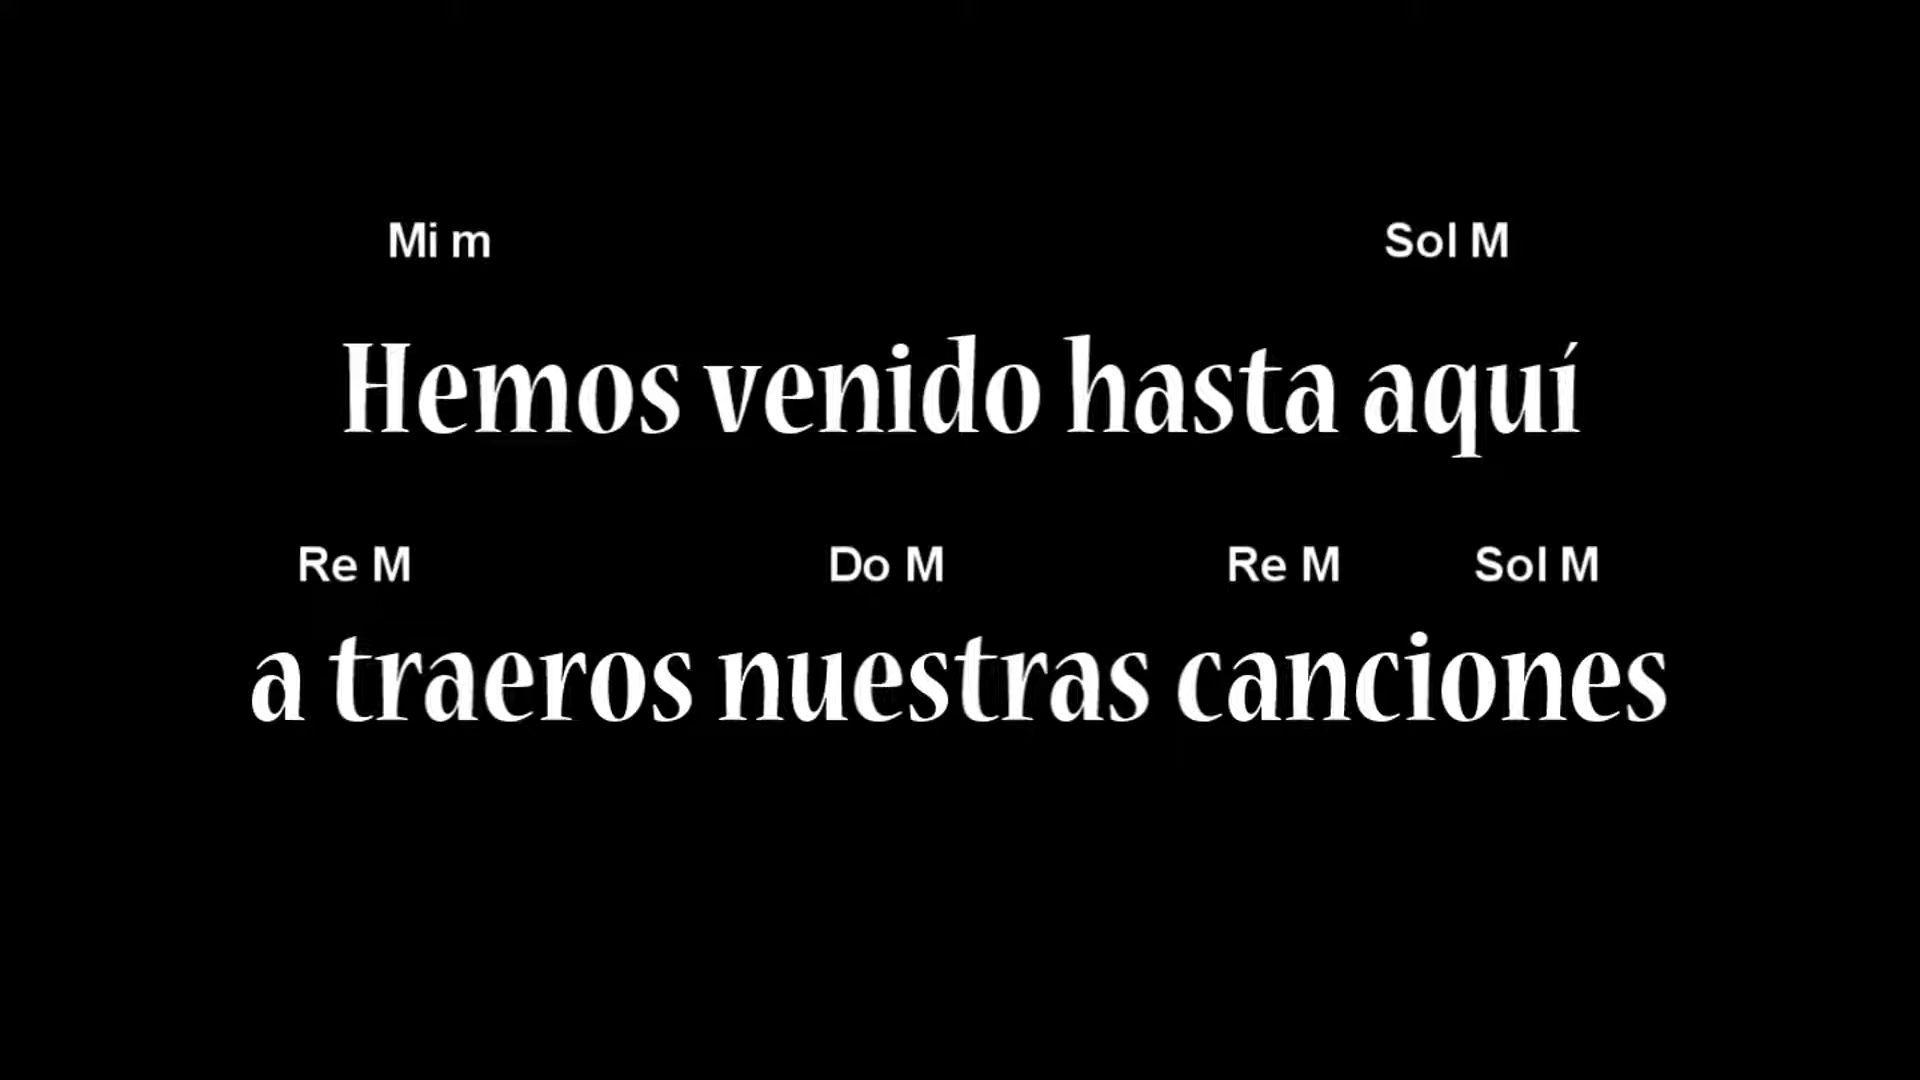 Mi m Sol M
Hemos venido hasta aquí
Re M Do M Re M Sol M
a traeros nuestras canciones